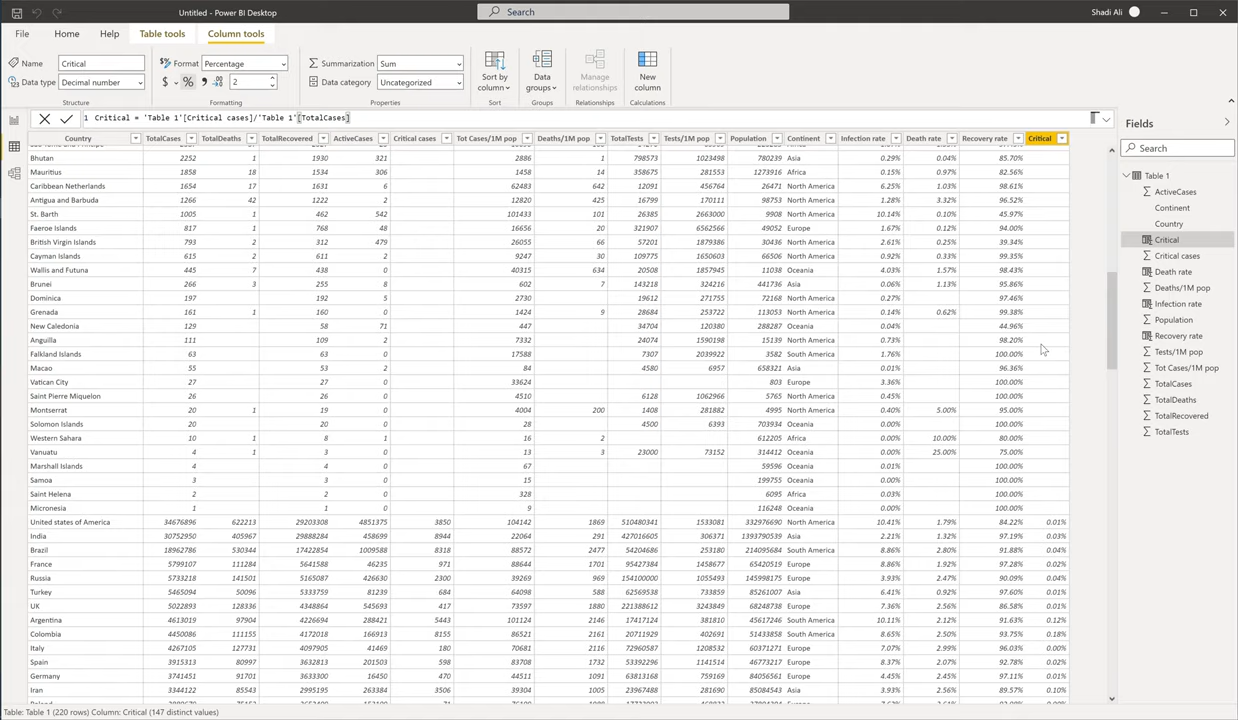 Untitled - Power BI Desktop
Search
Shadi Ali
File
Home
Help
Table tools
Column tools
Name
Critical
Format
Percentage
Summarization
Sum
Data type
Decimal number
$
%
2
Data category
Uncategorized
Sort by
column
Data
groups
Manage
relationships
New
column
Structure
Formatting
Properties
Sort
Groups
Relationships
Calculations
1 Critical = 'Table 1'[Critical cases]/'Table 1'[TotalCases]
Country TotalCases TotalDeaths TotalRecovered ActiveCases Critical cases Tot Cases/1M pop Deaths/1M pop TotalTests Tests/1M pop Population Continent Infection rate Death rate Recovery rate Critical
Bhutan 2252 1 1930 321 2886 1 798573 1023498 780239 Asia 0.29% 0.04% 85.70%
Mauritius 1858 18 1534 306 1458 14 358675 281553 1273916 Africa 0.15% 0.97% 82.56%
Caribbean Netherlands 1654 17 1631 6 62483 642 12091 456764 26471 North America 6.25% 1.03% 98.61%
Antigua and Barbuda 1266 42 1222 2 12820 425 16799 170111 98753 North America 1.28% 3.32% 96.52%
St. Barth 1005 1 462 542 101433 101 26385 2663000 9908 North America 10.14% 0.10% 45.97%
Faeroe Islands 817 1 768 48 16656 20 321907 6562566 49052 Europe 1.67% 0.12% 94.00%
British Virgin Islands 793 2 312 479 26055 66 57201 1879386 30436 North America 2.61% 0.25% 39.34%
Cayman Islands 615 2 611 2 9247 30 109775 1650603 66506 North America 0.92% 0.33% 99.35%
Wallis and Futuna 445 7 438 0 40315 634 20508 1857945 11038 Oceania 4.03% 1.57% 98.43%
Brunei 266 3 255 8 602 7 143218 324216 441736 Asia 0.06% 1.13% 95.86%
Dominica 197 192 5 2730 19612 271755 72168 North America 0.27% 97.46%
Grenada 161 1 160 0 1424 9 28684 253722 113053 North America 0.14% 0.62% 99.38%
New Caledonia 129 58 71 447 34704 120380 288287 Oceania 0.04% 44.96%
Anguilla 111 109 2 7332 24074 1590198 15139 North America 0.73% 98.20%
Falkland Islands 63 63 0 17588 7307 2039922 3582 South America 1.76% 100.00%
Macao 55 53 2 84 4580 6957 658321 Asia 0.01% 96.36%
Vatican City 27 27 0 33624 803 Europe 3.36% 100.00%
Saint Pierre Miquelon 26 26 0 4510 6128 1062966 5765 North America 0.45% 100.00%
Montserrat 20 1 19 0 4004 200 1408 281882 4995 North America 0.40% 5.00% 95.00%
Solomon Islands 20 20 0 28 4500 6393 703934 Oceania 0.00% 100.00%
Western Sahara 10 1 8 1 16 2 612205 Africa 0.00% 10.00% 80.00%
Vanuatu 4 1 3 0 13 3 23000 73152 314412 Oceania 0.00% 25.00% 75.00%
Marshall Islands 4 4 0 67 59596 Oceania 0.01% 100.00%
Samoa 3 3 0 15 199755 Oceania 0.00% 100.00%
Saint Helena 2 2 0 328 6095 Africa 0.03% 100.00%
Micronesia 1 1 0 9 116248 Oceania 0.00% 100.00%
United states of America 34676896 622213 29203308 4851375 3850 104142 1869 510480341 1533081 332976690 North America 10.41% 1.79% 84.22% 0.01%
India 30752950 405967 29888284 458699 8944 22064 291 427016605 306371 1393790539 Asia 2.21% 1.32% 97.19% 0.03%
Brazil 18962786 530344 17422854 1009588 8318 88572 2477 54204686 253180 214095684 South America 8.86% 2.80% 91.88% 0.04%
France 5799107 111284 5641588 46235 971 88644 1701 95427384 1458677 65420519 Europe 8.86% 1.92% 97.28% 0.02%
Russia 5733218 141501 5165087 426630 2300 39269 969 154100000 1055493 145998175 Europe 3.93% 2.47% 90.09% 0.04%
Turkey 5465094 50096 5333759 81239 684 64098 588 62569538 733859 85261007 Asia 6.41% 0.92% 97.60% 0.01%
UK 5022893 128336 4348864 545693 417 73597 1880 221388612 3243849 68248738 Europe 7.36% 2.56% 86.58% 0.01%
Argentina 4613019 97904 4226694 288421 5443 101124 2146 17417124 381810 45617246 South America 10.11% 2.12% 91.63% 0.12%
Colombia 4450086 111155 4172018 166913 8155 86521 2161 20711929 402691 51433858 South America 8.65% 2.50% 93.75% 0.18%
Italy 4267105 127731 4097905 41469 180 70681 2116 72960587 1208532 60371271 Europe 7.07% 2.99% 96.03% 0.00%
Spain 3915313 80997 3632813 201503 598 83708 1732 53392296 1141514 46773217 Europe 8.37% 2.07% 92.78% 0.02%
Germany 3741481 91701 3633300 16450 470 44511 1091 63813168 759169 84056561 Europe 4.45% 2.45% 97.11% 0.01%
Iran 3344122 85543 2995195 263384 3506 39304 1005 23967488 281690 85084543 Asia 3.93% 2.56% 89.57% 0.10%
Fields
Search
Table 1
ActiveCases
Continent
Country
Critical
Critical cases
Death rate
Deaths/1M pop
Infection rate
Population
Recovery rate
Tests/1M pop
Tot Cases/1M pop
TotalCases
TotalDeaths
TotalRecovered
TotalTests
Table: Table 1 (220 rows) Column: Critical (147 distinct values)